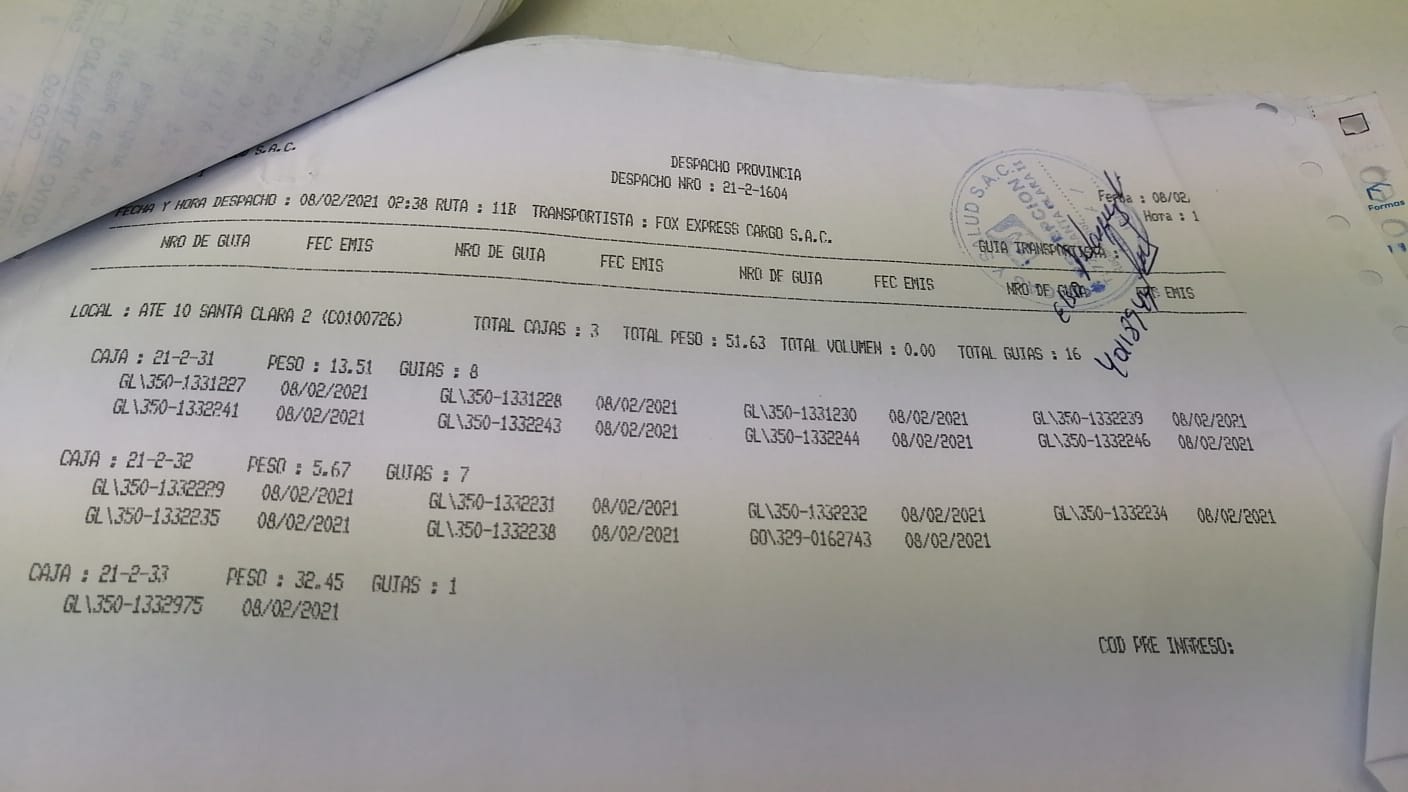 S.A.C.
DESPACHO PROVINCIA
DESPACHO NRO : 21-2-1604
Fecha : 08/02
Hora : 1
FECHA Y HORA DESPACHO : 08/02/2021 02:38 RUTA : 11B TRANSPORTISTA : FOX EXPRESS CARGO S.A.C.
GUIA TRANSPORTISTA :
NRO DE GUIA FEC EMIS NRO DE GUIA FEC EMIS NRO DE GUIA FEC EMIS NRO DE GUIA FEC EMIS
LOCAL : ATE 10 SANTA CLARA 2 (C0100726) TOTAL CAJAS : 3 TOTAL PESO : 51.63 TOTAL VOLUMEN : 0.00 TOTAL GUIAS : 16
CAJA : 21-2-31 PESO : 13.51 GUIAS : 8
GL\350-1331227 08/02/2021 GL\350-1331228 08/02/2021 GL\350-1331230 08/02/2021 GL\350-1332239 08/02/2021
GL\350-1332241 08/02/2021 GL\350-1332243 08/02/2021 GL\350-1332244 08/02/2021 GL\350-1332246 08/02/2021
CAJA : 21-2-32 PESO : 5.67 GUIAS : 7
GL\350-1332229 08/02/2021 GL\350-1332231 08/02/2021 GL\350-1332232 08/02/2021 GL\350-1332234 08/02/2021
GL\350-1332235 08/02/2021 GL\350-1332238 08/02/2021 GO\329-0162743 08/02/2021
CAJA : 21-2-33 PESO : 32.45 GUIAS : 1
GL\350-1332975 08/02/2021
COD PRE INGRESO:
Formas